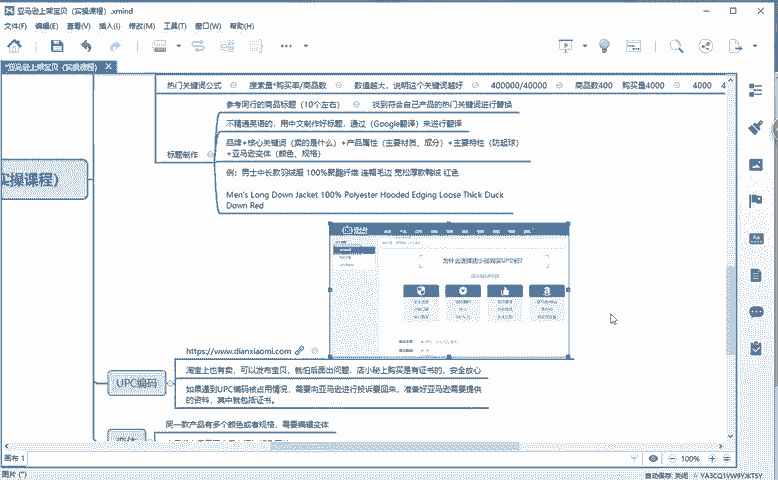 亚马逊上架宝贝（实操课程）.xmind
文件(F) 编辑(E) 查看(V) 插入(I) 修改(M) 工具(T) 窗口(W) 帮助(H)
*亚马逊上架宝贝（实操课程）
热门关键词公式 搜索量*购买率/商品数 数值越大，说明这个关键词越好 400000/40000 商品数400 购买量4000 4000 4
参考同行的商品标题（10个左右） 找到符合自己产品的热门关键词进行替换
不精通英语的，用中文制作好标题，通过（Google翻译）来进行翻译
实操课程）
标题制作
品牌+核心关键词（卖的是什么）+产品属性（主要材质、成分）+主要特性（防起球）
+亚马逊变体（颜色、规格）
例：男士中长款羽绒服 100%聚酯纤维 连帽毛边 宽松厚款鸭绒 红色
Men's Long Down Jacket 100% Polyester Hooded Edging Loose Thick Duck
Down Red
为什么选择店小秘购买UPC码?
https://www.dianxiaomi.com
UPC编码
淘宝上也有卖，可以发布宝贝，就怕后面出问题，店小秘上购买是有证书的，安全放心
如果遇到UPC编码被占用情况，需要向亚马逊进行投诉要回来，准备好亚马逊需要提供
的资料，其中就包括证书。
变体
同一款产品有多个颜色或者规格，需要编辑变体
画布 1
100%
图片 (*)
自动保存: 关闭 YA3CQ1VW9YJKT5Y